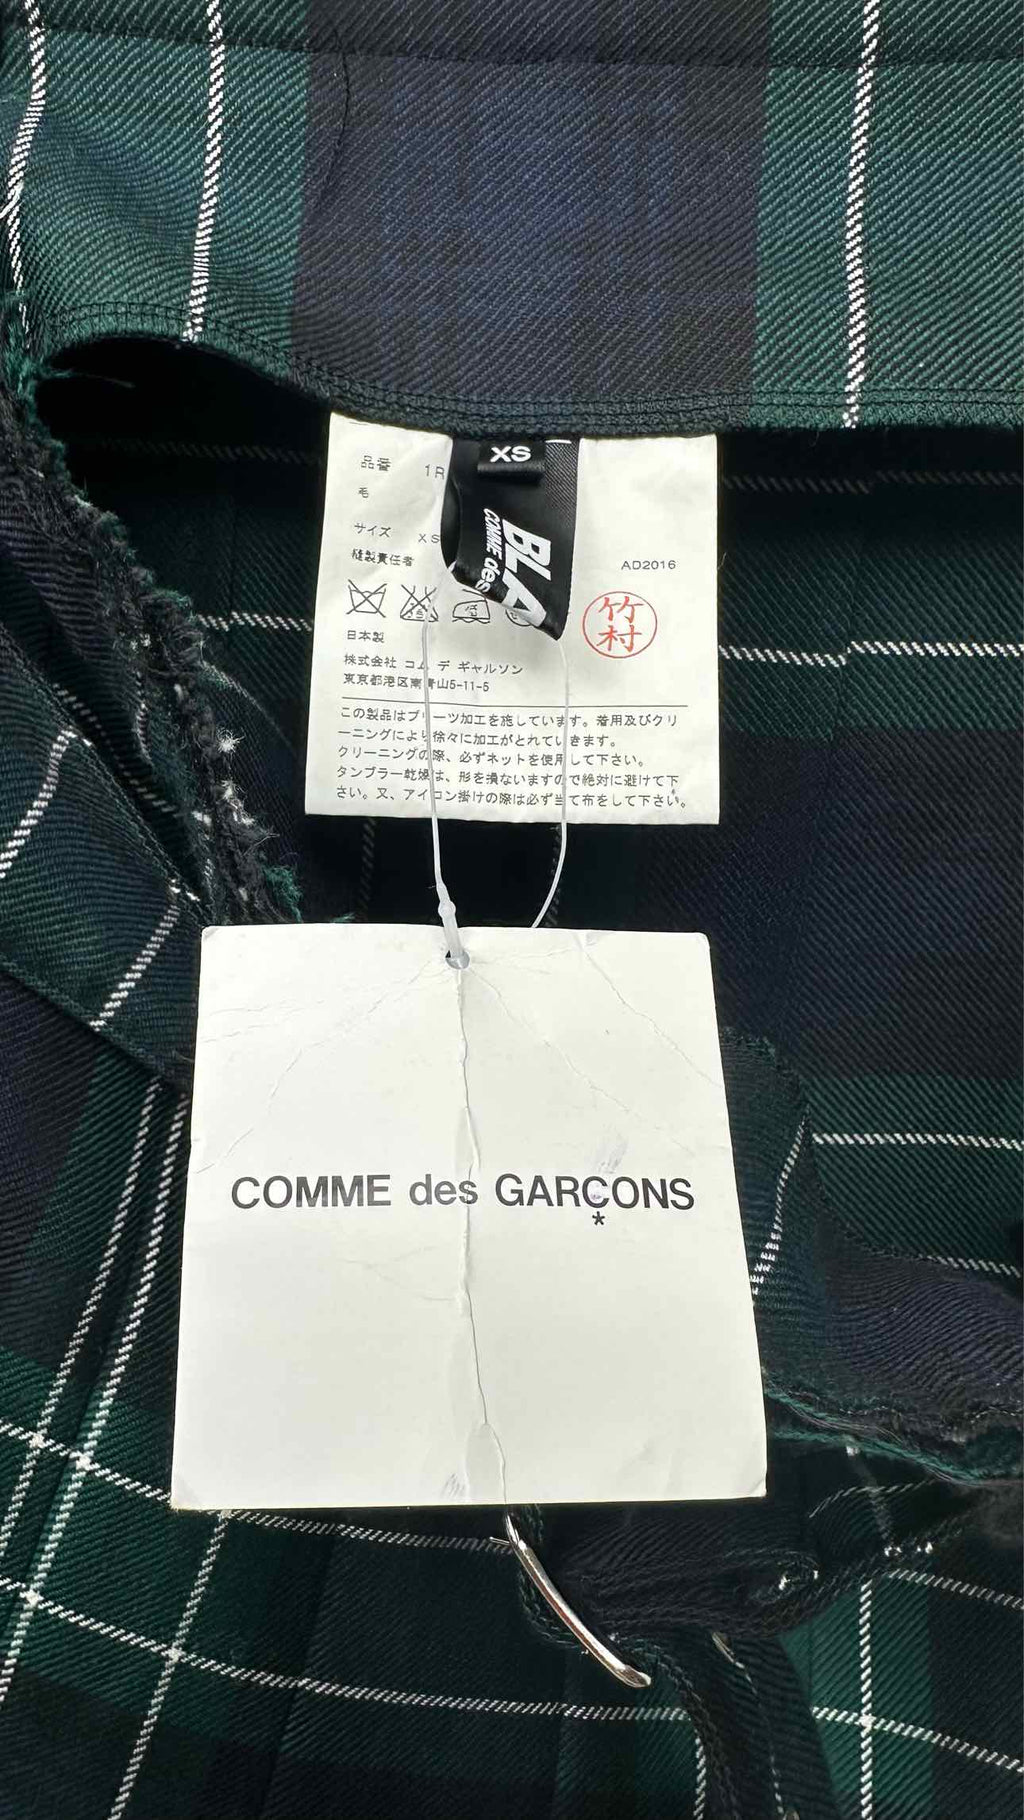 XS
品番 1R
毛
サイズ XS
縫製責任者
AD2016
BLA
COMME des
竹村
日本製
株式会社 コム デ ギャルソン
東京都港区南青山5-11-5
この製品はプリーツ加工を施しています。着用及びクリ
ーニングにより徐々に加工がとれていきます。
クリーニングの際、必ずネットを使用して下さい。
タンブラー乾燥は、形を損ないますので絶対に避けて下
さい。又、アイロン掛けの際は必ず当て布をして下さい。
COMME des GARÇONS
*